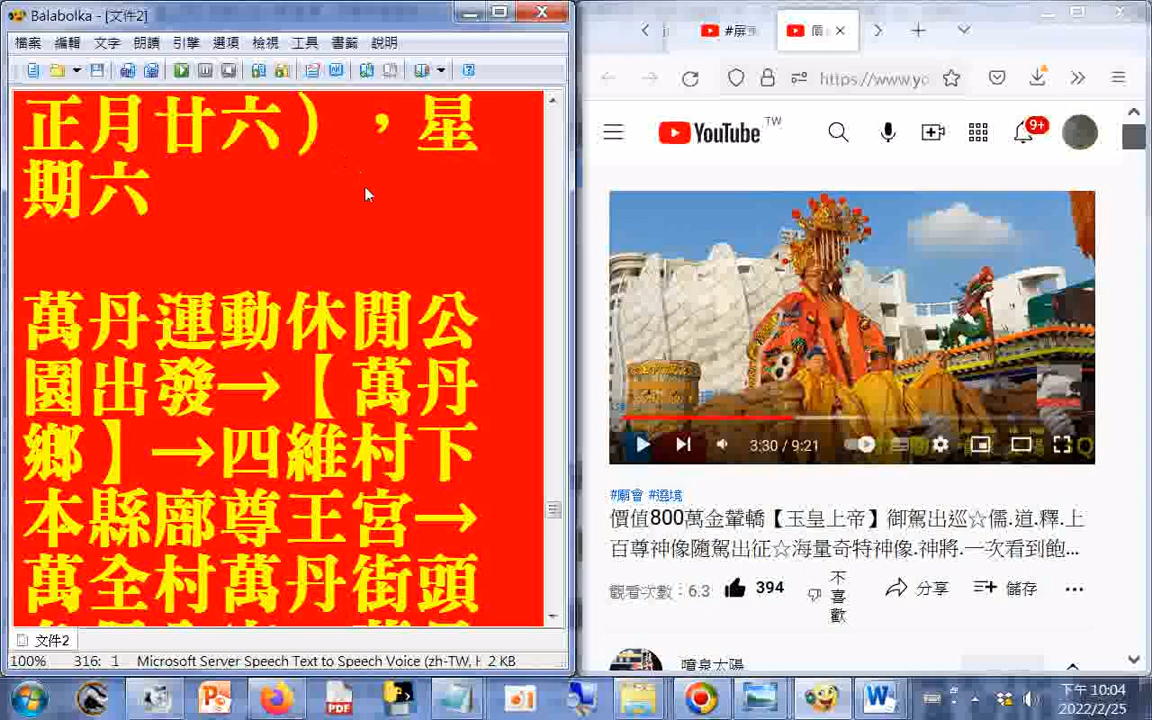 Balabolka - [文件2]
檔案 編輯 文字 朗讀 引擎 選項 檢視 工具 書籤 說明
正月廿六），星
期六
萬丹運動休閒公
園出發→【萬丹
鄉】→四維村下
本縣廍尊王宮→
萬全村萬丹街頭
文件2
100% 316: 1 Microsoft Server Speech Text to Speech Voice (zh-TW, H 2 KB
#屏
https://www.yo
YouTube TW
9+
3:30 / 9:21
#廟會 #遶境
價值800萬金輦轎【玉皇上帝】御駕出巡☆儒.道.釋.上
百尊神像隨駕出征☆海量奇特神像.神將.一次看到飽...
觀看次數：6.3 394 不喜歡 分享 儲存
噴泉太陽
PDF
下午 10:04
2022/2/25